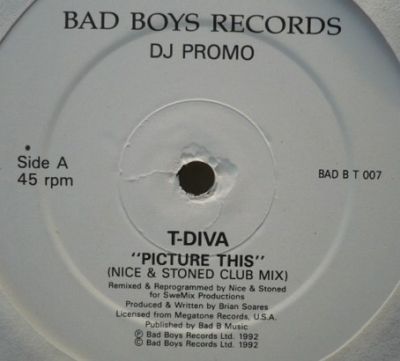 BAD BOYS RECORDS
DJ PROMO
Side A
45 rpm
BAD B T 007
T-DIVA
"PICTURE THIS"
(NICE & STONED CLUB MIX)
Remixed & Reprogrammed by Nice & Stoned
for SweMix Productions
Produced & Written by Brian Soares
Licensed from Megatone Records, U.S.A.
Published by Bad B Music
Ⓟ Bad Boys Records Ltd. 1992
© Bad Boys Records Ltd. 1992